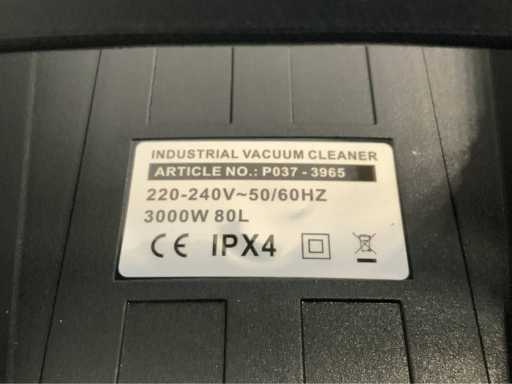 INDUSTRIAL VACUUM CLEANER
ARTICLE NO.: P037 - 3965
220-240V~50/60HZ
3000W 80L
CE IPX4